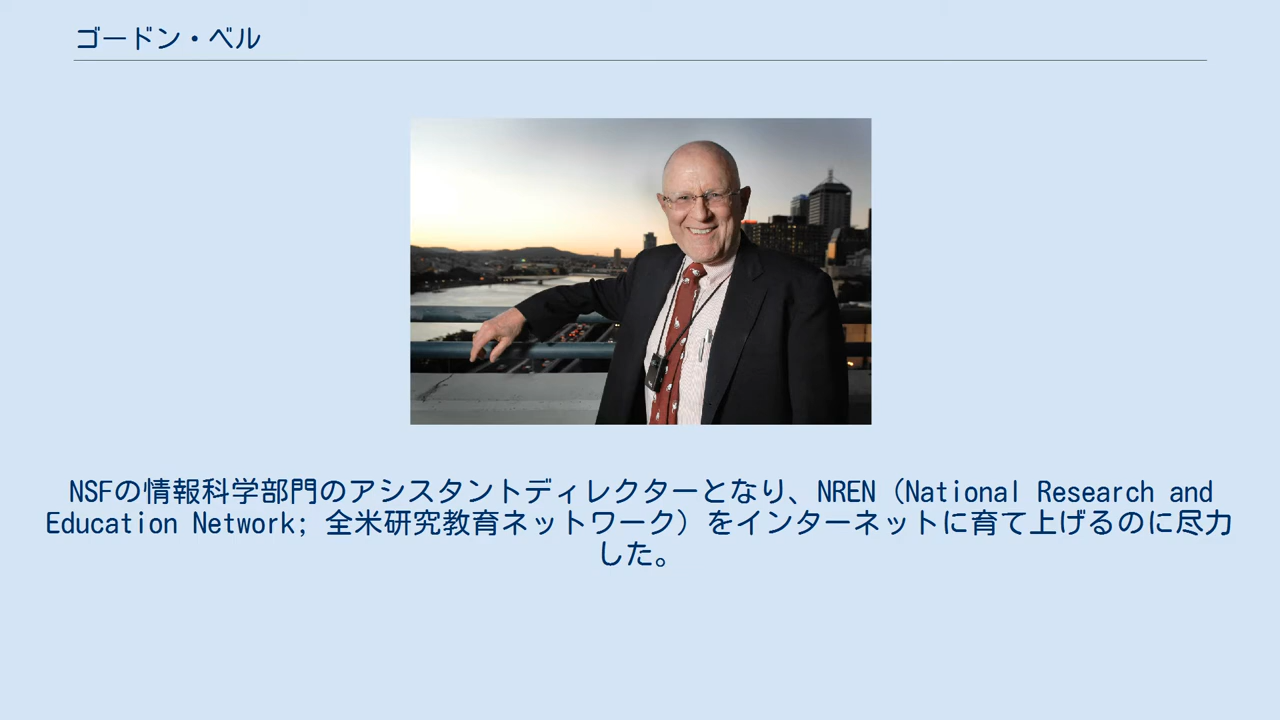 ゴードン・ベル
NSFの情報科学部門のアシスタントディレクターとなり、NREN（National Research and
Education Network; 全米研究教育ネットワーク）をインターネットに育て上げるのに尽力
した。